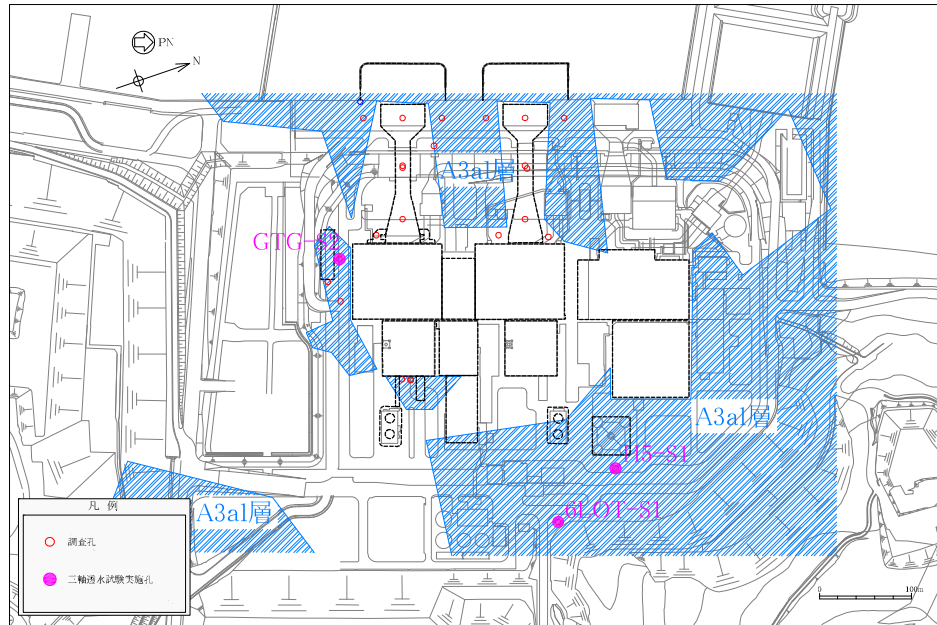 PN
N
A3al層
GTG-S2
A3al層
H5-S1
6LOT-S1
A3al層
凡 例
調査孔
三軸透水試験実施孔
0
100m